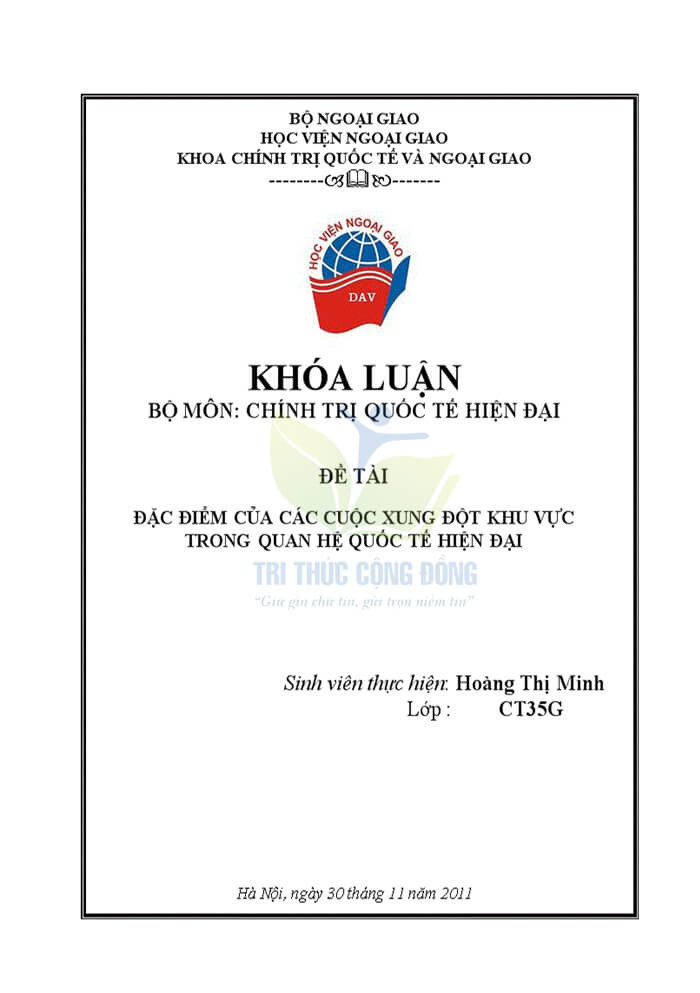 BỘ NGOẠI GIAO
HỌC VIỆN NGOẠI GIAO
KHOA CHÍNH TRỊ QUỐC TẾ VÀ NGOẠI GIAO
HỌC VIỆN NGOẠI GIAO
DAV
KHÓA LUẬN
BỘ MÔN: CHÍNH TRỊ QUỐC TẾ HIỆN ĐẠI
ĐỀ TÀI
ĐẶC ĐIỂM CỦA CÁC CUỘC XUNG ĐỘT KHU VỰC
TRONG QUAN HỆ QUỐC TẾ HIỆN ĐẠI
TRI THỨC CỘNG ĐỒNG
“Giữ gìn chữ tín, gửi trọn niềm tin”
Sinh viên thực hiện: Hoàng Thị Minh
Lớp : CT35G
Hà Nội, ngày 30 tháng 11 năm 2011